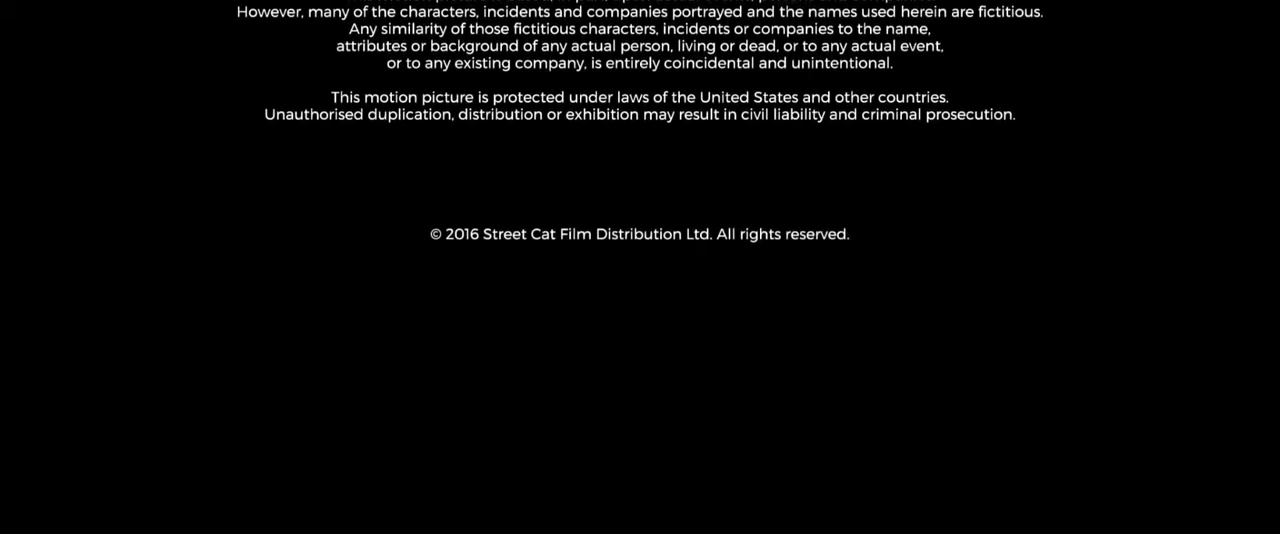 However, many of the characters, incidents and companies portrayed and the names used herein are fictitious.
Any similarity of those fictitious characters, incidents or companies to the name,
attributes or background of any actual person, living or dead, or to any actual event,
or to any existing company, is entirely coincidental and unintentional.
This motion picture is protected under laws of the United States and other countries.
Unauthorised duplication, distribution or exhibition may result in civil liability and criminal prosecution.
© 2016 Street Cat Film Distribution Ltd. All rights reserved.